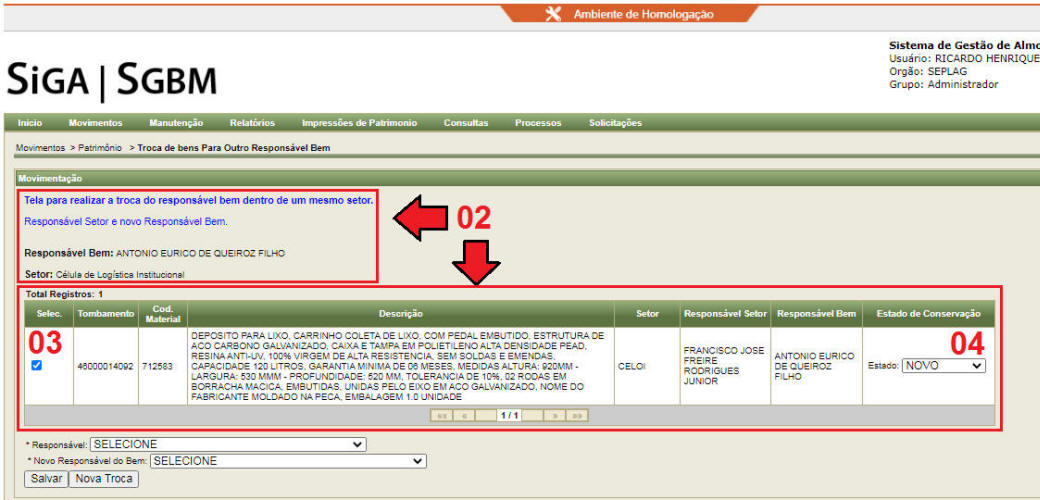 Ambiente de Homologação
Sistema de Gestão de Almo
Usuário: RICARDO HENRIQUE
Orgão: SEPLAG
Grupo: Administrador
SiGA | SGBM
Início Movimentos Manutenção Relatórios Impressões de Patrimonio Consultas Processos Solicitações
Movimentos > Patrimônio > Troca de bens Para Outro Responsável Bem
Movimentação
Tela para realizar a troca do responsável bem dentro de um mesmo setor.
Responsável Setor e novo Responsável Bem.
02
Responsável Bem: ANTONIO EURICO DE QUEIROZ FILHO
Setor: Célula de Logística Institucional
Total Registros: 1
Selec. Tombamento Cod. Material Descrição Setor Responsável Setor Responsável Bem Estado de Conservação
03
46000014092 712583
DEPOSITO PARA LIXO, CARRINHO COLETA DE LIXO, COM PEDAL EMBUTIDO, ESTRUTURA DE
ACO CARBONO GALVANIZADO, CAIXA E TAMPA EM POLIETILENO ALTA DENSIDADE PEAD,
RESINA ANTI-UV, 100% VIRGEM DE ALTA RESISTENCIA, SEM SOLDAS E EMENDAS,
CAPACIDADE 120 LITROS, GARANTIA MINIMA DE 06 MESES, MEDIDAS ALTURA: 920MM -
LARGURA: 530 MMM - PROFUNDIDADE: 520 MM, TOLERANCIA DE 10%, 02 RODAS EM
BORRACHA MACICA, EMBUTIDAS, UNIDAS PELO EIXO EM ACO GALVANIZADO, NOME DO
FABRICANTE MOLDADO NA PECA, EMBALAGEM 1.0 UNIDADE
CELOI
FRANCISCO JOSE
FREIRE
RODRIGUES
JUNIOR
ANTONIO EURICO
DE QUEIROZ
FILHO
04
Estado: NOVO
«« « 1 / 1 » »»
* Responsável: SELECIONE
* Novo Responsável do Bem: SELECIONE
Salvar Nova Troca